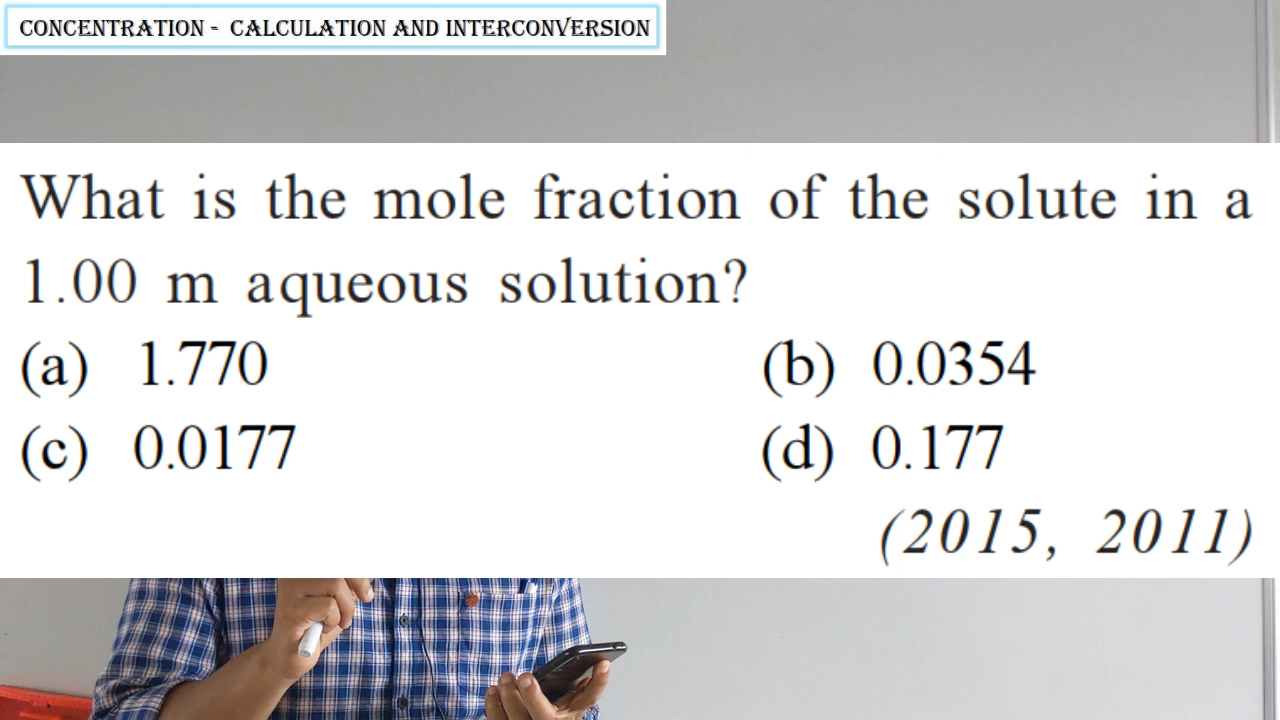 CONCENTRATION - CALCULATION AND INTERCONVERSION
What is the mole fraction of the solute in a
1.00 m aqueous solution?
(a) 1.770 (b) 0.0354
(c) 0.0177 (d) 0.177
(2015, 2011)